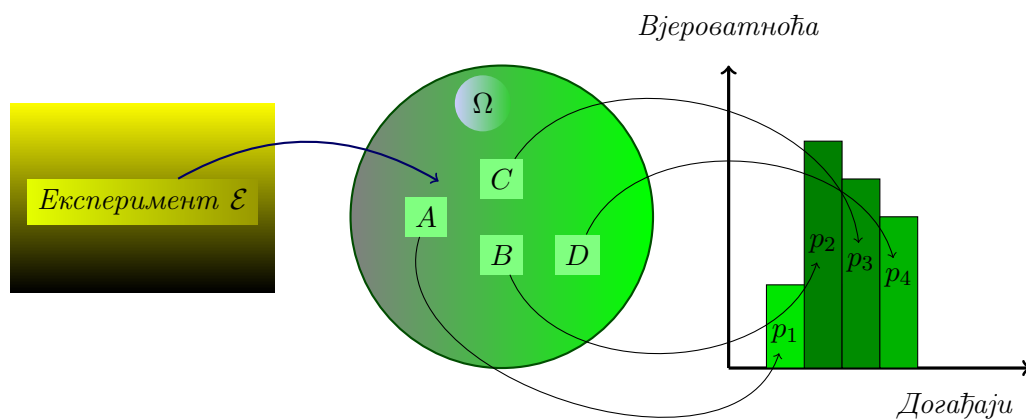 Вјероватноћа
Ω
C
Експеримент ℰ
A
B
D
p₁
p₂
p₃
p₄
Догађаји